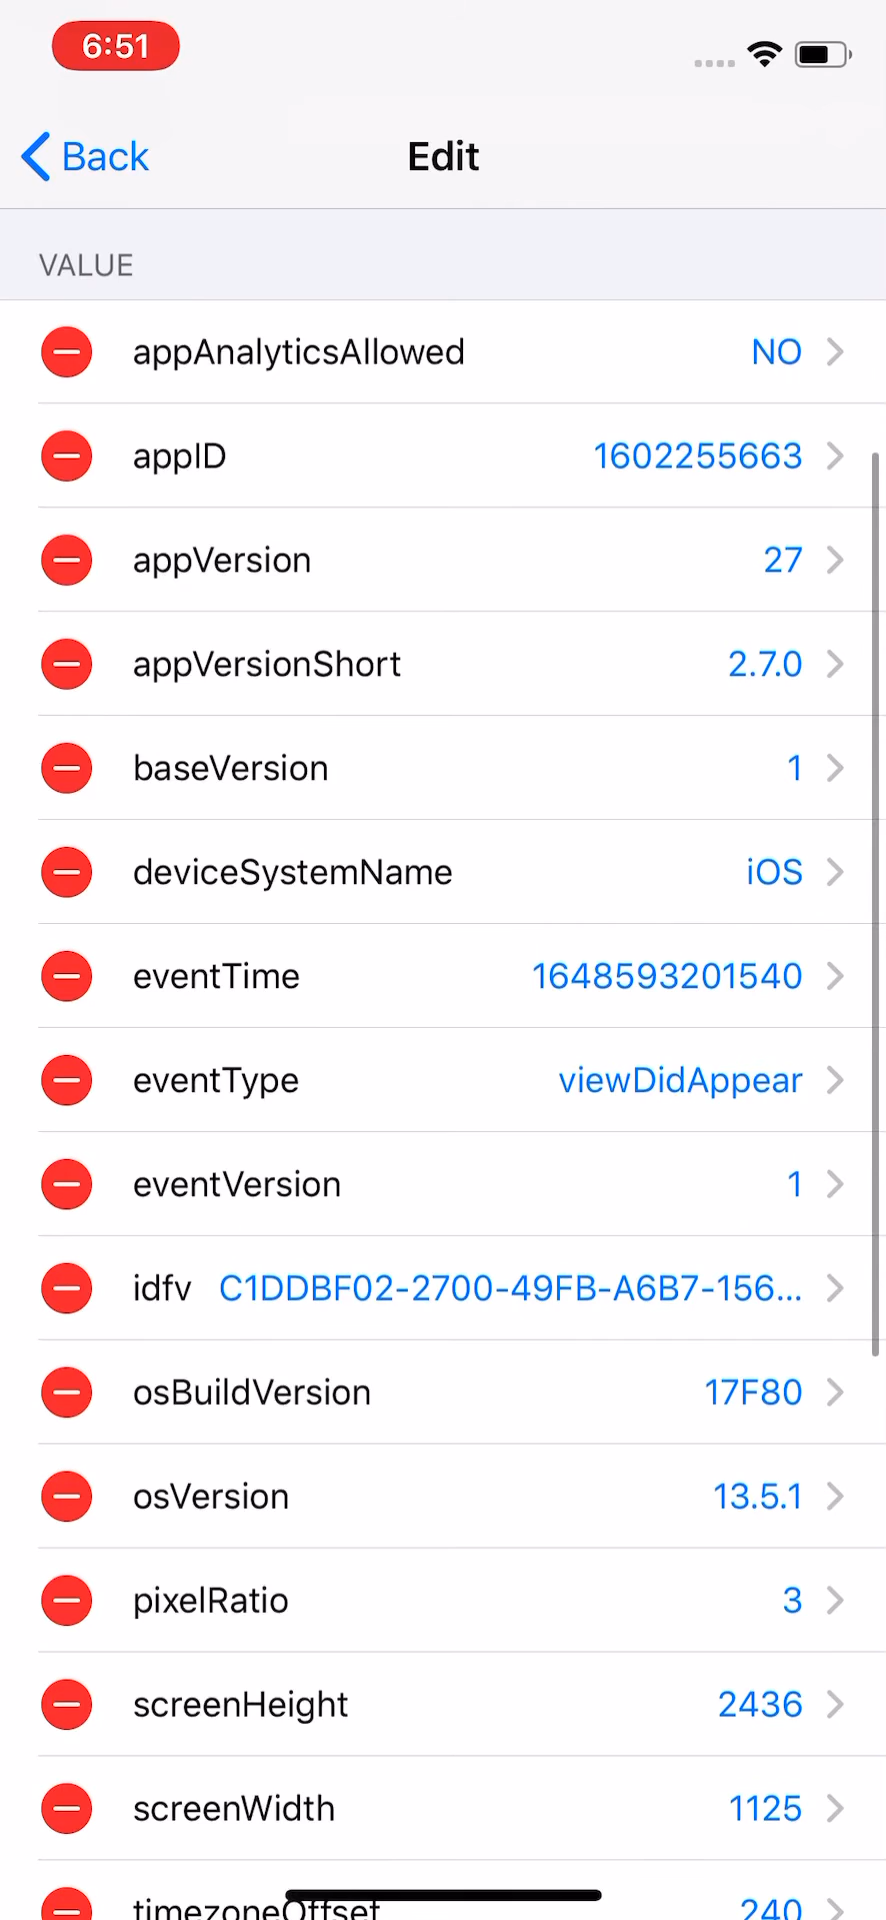 6:51
Back
Edit
VALUE
appAnalyticsAllowed NO
appID 1602255663
appVersion 27
appVersionShort 2.7.0
baseVersion 1
deviceSystemName iOS
eventTime 1648593201540
eventType viewDidAppear
eventVersion 1
idfv C1DDBF02-2700-49FB-A6B7-156...
osBuildVersion 17F80
osVersion 13.5.1
pixelRatio 3
screenHeight 2436
screenWidth 1125
timezoneOffset 240